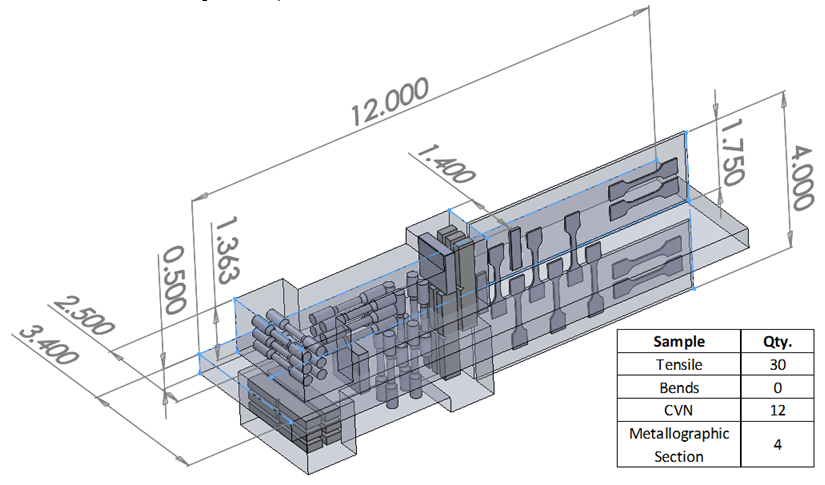 12.000
1.400
1.750
4.000
1.363
0.500
2.500
3.400
Sample Qty.
Tensile 30
Bends 0
CVN 12
Metallographic
Section 4